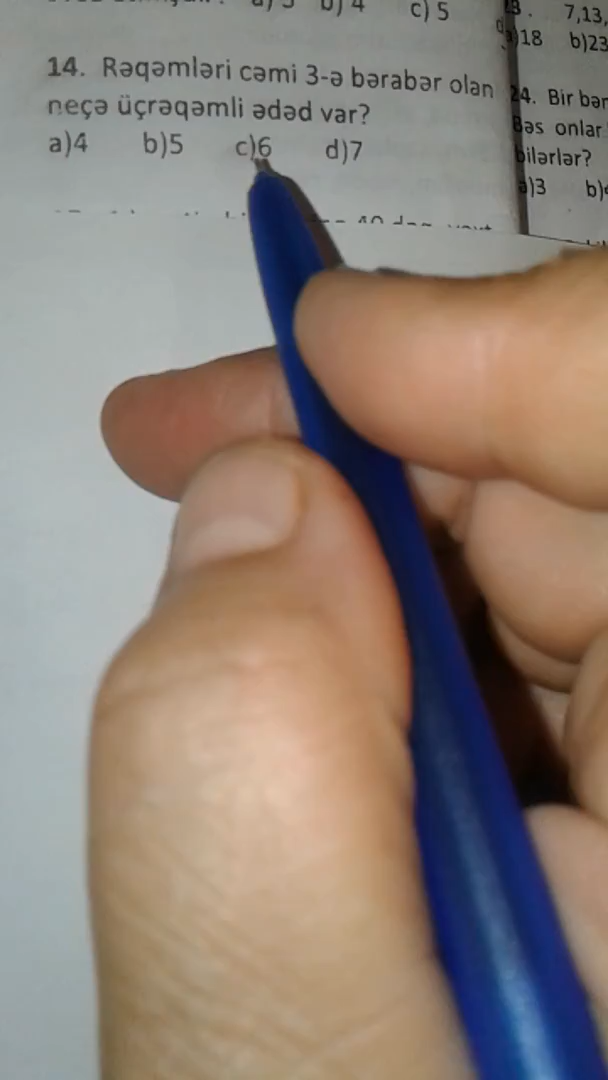 b) 4 c) 5
14. Rəqəmləri cəmi 3-ə bərabər olan
neçə üçrəqəmli ədəd var?
a)4 b)5 c)6 d)7
7,13,
a)18 b)23
24. Bir bər
Bəs onlar
bilərlər?
a)3 b)